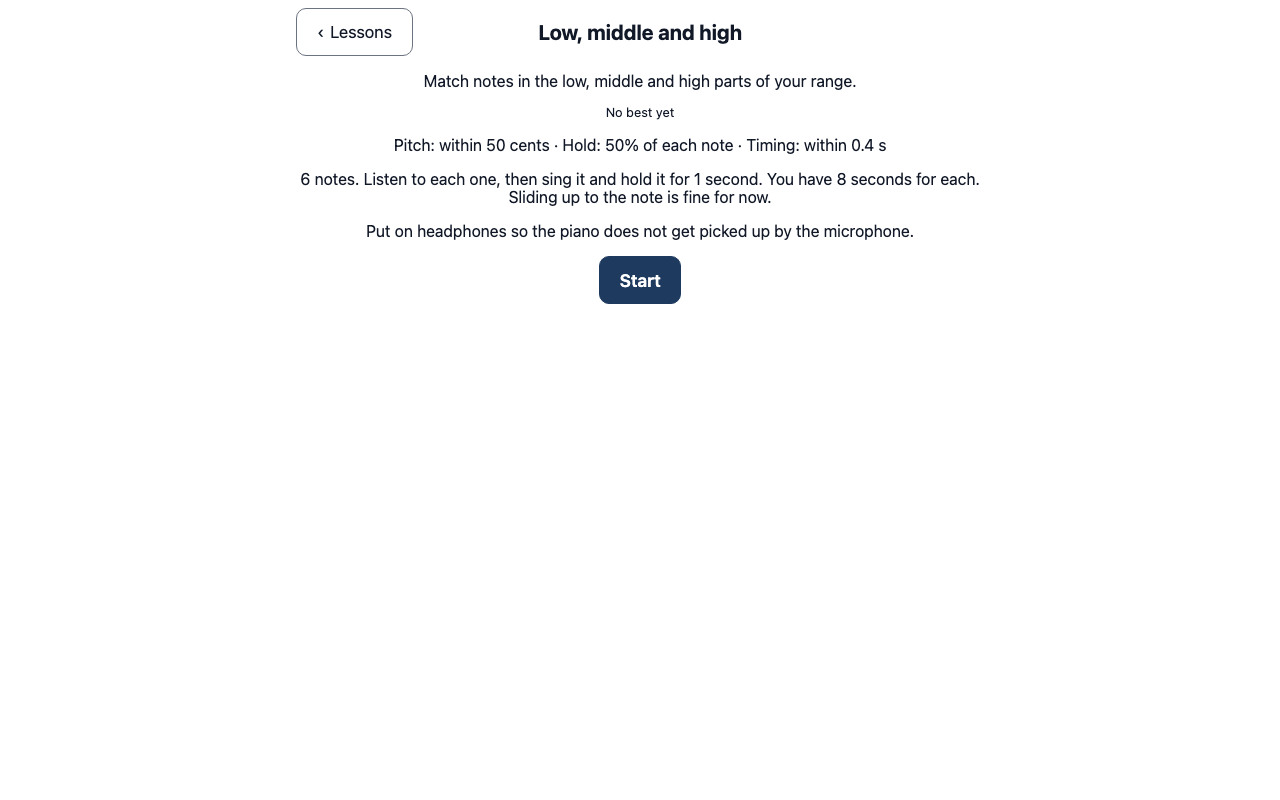 ‹ Lessons
Low, middle and high
Match notes in the low, middle and high parts of your range.
No best yet
Pitch: within 50 cents · Hold: 50% of each note · Timing: within 0.4 s
6 notes. Listen to each one, then sing it and hold it for 1 second. You have 8 seconds for each.
Sliding up to the note is fine for now.
Put on headphones so the piano does not get picked up by the microphone.
Start